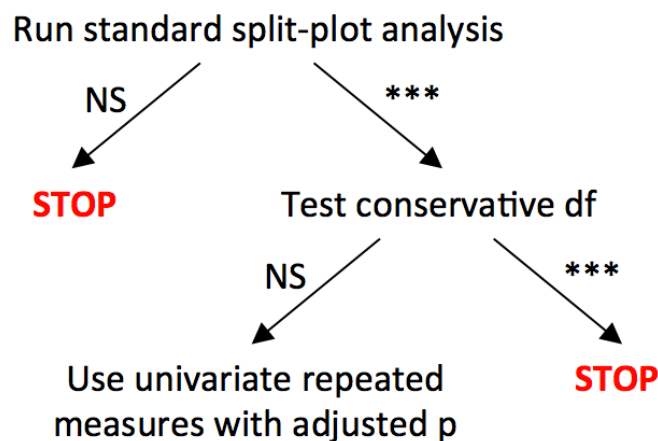 Run standard split-plot analysis
NS
***
STOP
Test conservative df
NS
***
Use univariate repeated
measures with adjusted p
STOP